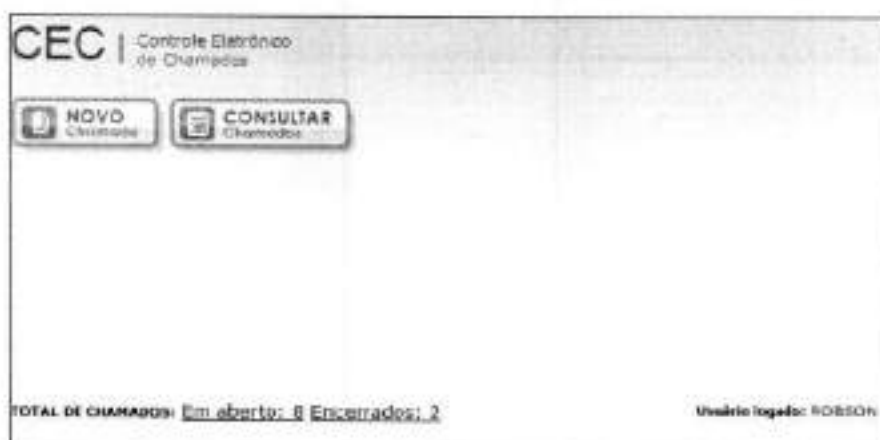 CEC | Controle Eletrônico
de Chamados
NOVO
Chamado
CONSULTAR
Chamados
TOTAL DE CHAMADOS: Em aberto: 8 Encerrados: 2
Usuário logado: ROBSON